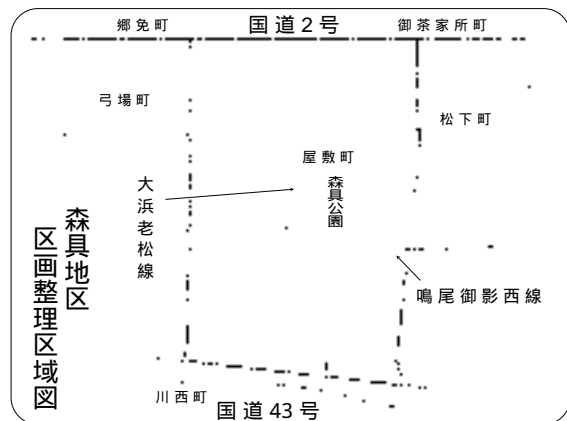 郷免町
国道2号
御茶家所町
弓場町
松下町
屋敷町
森具公園
大浜老松線
森具地区
区画整理区域図
鳴尾御影西線
川西町
国道43号